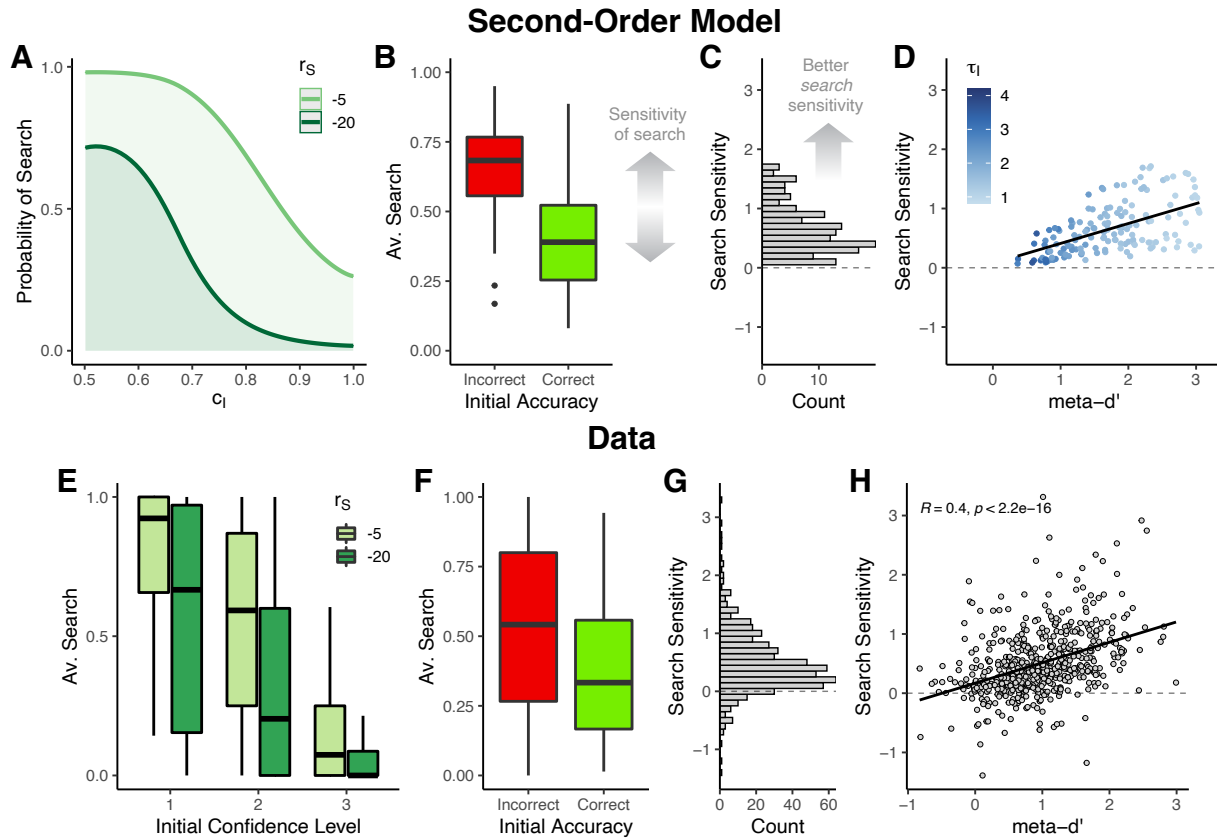 Second-Order Model
A
Probability of Search
1.0
0.5
0.0
0.5
0.6
0.7
0.8
0.9
1.0
c_I
r_S
-5
-20
B
Av. Search
1.00
0.75
0.50
0.25
0.00
Incorrect
Correct
Initial Accuracy
Sensitivity
of search
C
Search Sensitivity
3
2
1
0
−1
0
10
Count
Better
search
sensitivity
D
Search Sensitivity
3
2
1
0
−1
0
1
2
3
meta−d'
τ_I
4
3
2
1
Data
E
Av. Search
1.0
0.5
0.0
1
2
3
Initial Confidence Level
r_S
-5
-20
F
Av. Search
1.00
0.75
0.50
0.25
0.00
Incorrect
Correct
Initial Accuracy
G
Search Sensitivity
3
2
1
0
−1
0
20
40
60
Count
H
R = 0.4, p < 2.2e−16
Search Sensitivity
3
2
1
0
−1
−1
0
1
2
3
meta−d'